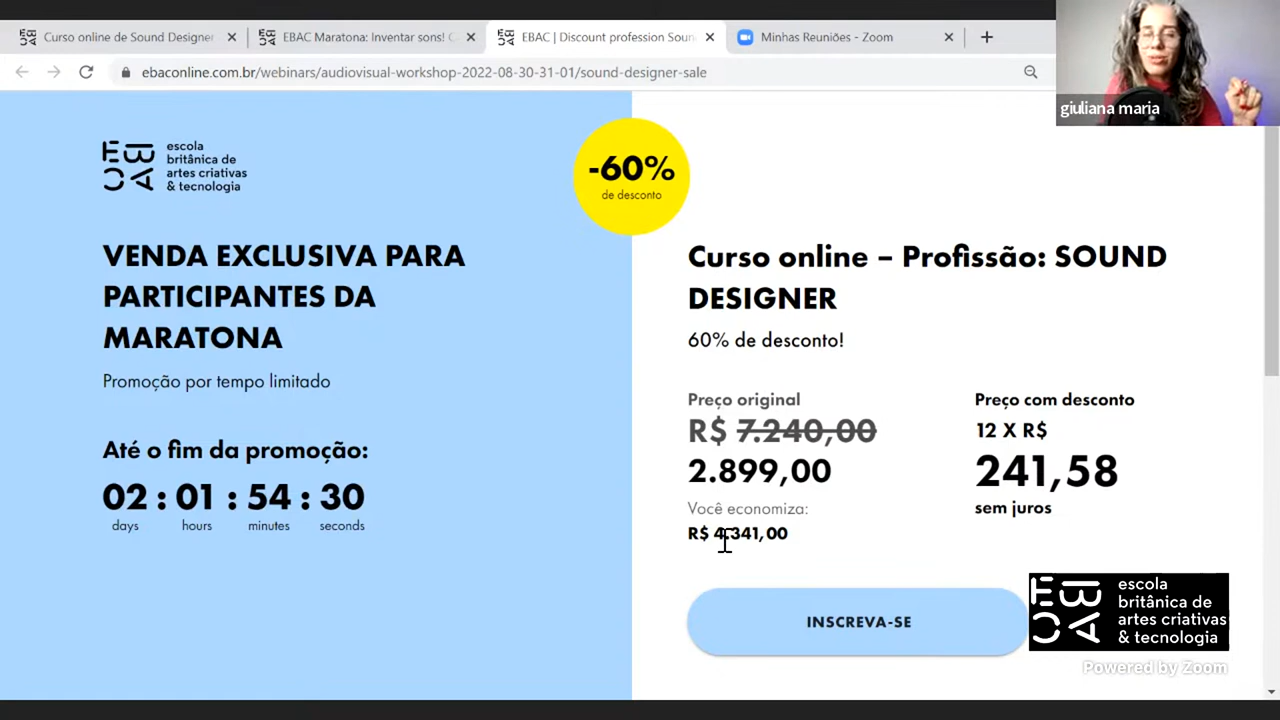 Curso online de Sound Designer
EBAC Maratona: Inventar sons!
EBAC | Discount profession Soun
Minhas Reuniões - Zoom
ebaconline.com.br/webinars/audiovisual-workshop-2022-08-30-31-01/sound-designer-sale
giuliana maria
escola
britânica de
artes criativas
& tecnologia
-60%
de desconto
VENDA EXCLUSIVA PARA
PARTICIPANTES DA
MARATONA
Promoção por tempo limitado
Até o fim da promoção:
02 : 01 : 54 : 30
days hours minutes seconds
Curso online – Profissão: SOUND
DESIGNER
60% de desconto!
Preço original
R$ 7.240,00
2.899,00
Você economiza:
R$ 4.341,00
Preço com desconto
12 X R$
241,58
sem juros
INSCREVA-SE
escola
britânica de
artes criativas
& tecnologia
Powered by Zoom